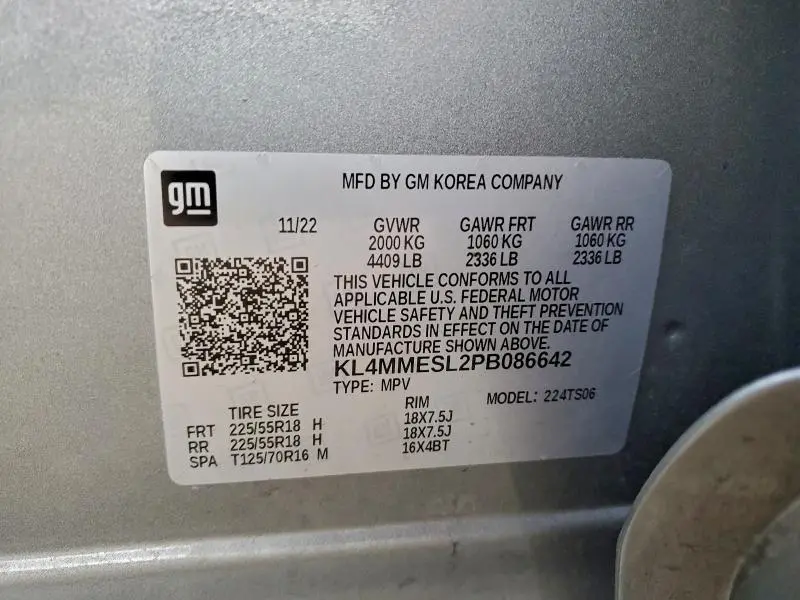 gm
MFD BY GM KOREA COMPANY
11/22 GVWR GAWR FRT GAWR RR
2000 KG 1060 KG 1060 KG
4409 LB 2336 LB 2336 LB
THIS VEHICLE CONFORMS TO ALL
APPLICABLE U.S. FEDERAL MOTOR
VEHICLE SAFETY AND THEFT PREVENTION
STANDARDS IN EFFECT ON THE DATE OF
MANUFACTURE SHOWN ABOVE.
KL4MMESL2PB086642
TYPE: MPV MODEL: 224TS06
TIRE SIZE RIM
FRT 225/55R18 H 18X7.5J
RR 225/55R18 H 18X7.5J
SPA T125/70R16 M 16X4BT